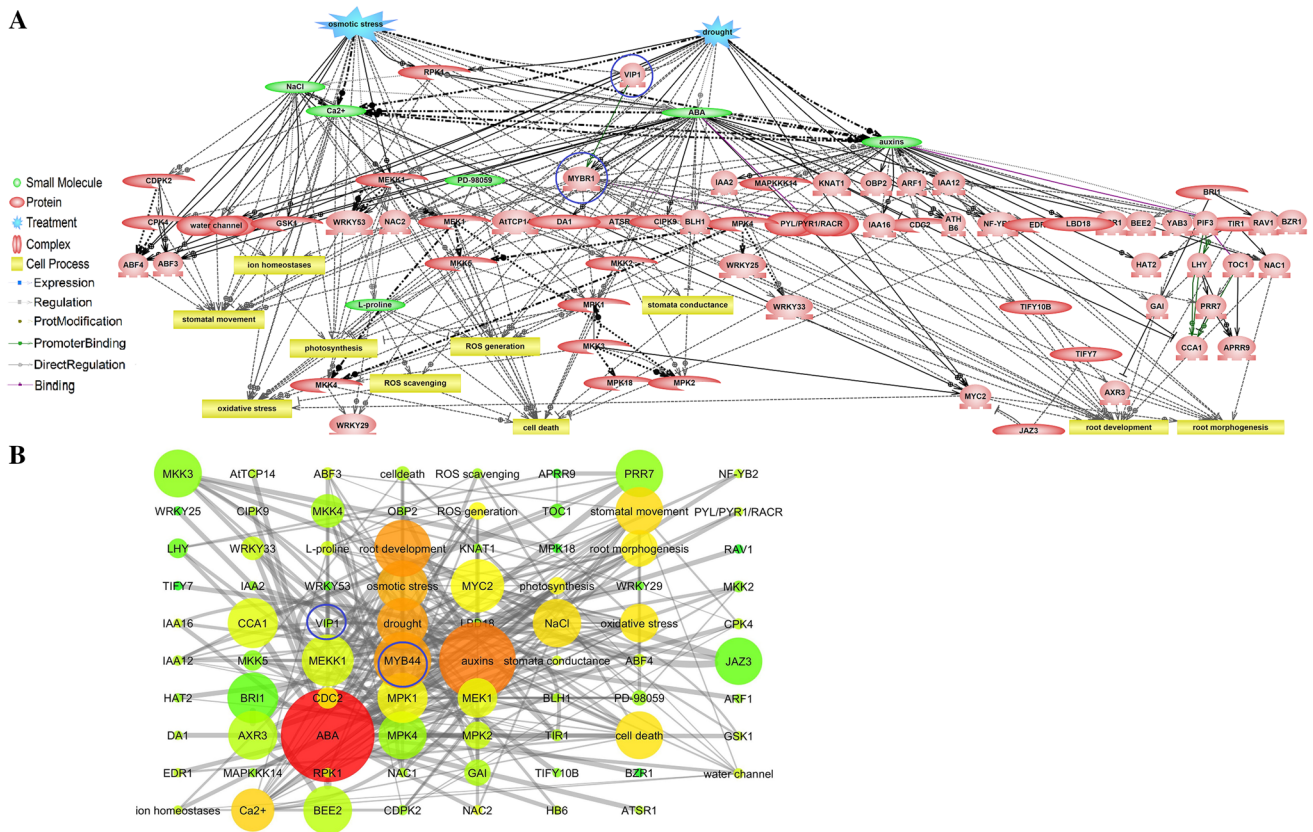 A
osmotic stress
drought
RPK1
VIP1
NaCl
Ca2+
ABA
auxins
CDPK2
MEKK1
PD-98059
MYBR1
IAA2
MAPKKK14
KNAT1
OBP2
ARF1
IAA12
BRI1
CPK4
water channel
GSK1
WRKY53
NAC2
MEK1
AtTCP14
DA1
ATSR
CIPK9
BLH1
MPK4
PYL/PYR1/RACR
IAA16
CDC2
ATH
B6
NF-YB
EDR
LBD18
R1
BEE2
YAB3
PIF3
TIR1
RAV1
BZR1
ABF4
ABF3
ion homeostases
MKK5
MKK2
WRKY25
HAT2
LHY
TOC1
NAC1
L-proline
MPK1
stomata conductance
WRKY33
TIFY10B
GAI
PRR7
stomatal movement
photosynthesis
ROS generation
MKK3
CCA1
APRR9
TIFY7
MKK4
ROS scavenging
MPK18
MPK2
MYC2
AXR3
oxidative stress
WRKY29
cell death
JAZ3
root development
root morphogenesis
Small Molecule
Protein
Treatment
Complex
Cell Process
Expression
Regulation
ProtModification
PromoterBinding
DirectRegulation
Binding
B
MKK3
AtTCP14
ABF3
celldeath
ROS scavenging
APRR9
PRR7
NF-YB2
WRKY25
CIPK9
MKK4
OBP2
ROS generation
TOC1
stomatal movement
PYL/PYR1/RACR
LHY
WRKY33
L-proline
root development
KNAT1
MPK18
root morphogenesis
RAV1
TIFY7
IAA2
WRKY53
osmotic stress
MYC2
photosynthesis
WRKY29
MKK2
IAA16
CCA1
VIP1
drought
LBD18
NaCl
oxidative stress
CPK4
IAA12
MKK5
MEKK1
MYB44
auxins
stomata conductance
ABF4
JAZ3
HAT2
BRI1
CDC2
MPK1
MEK1
BLH1
PD-98059
ARF1
DA1
AXR3
ABA
MPK4
MPK2
TIR1
cell death
GSK1
EDR1
MAPKKK14
RPK1
NAC1
GAI
TIFY10B
BZR1
water channel
ion homeostases
Ca2+
BEE2
CDPK2
NAC2
HB6
ATSR1